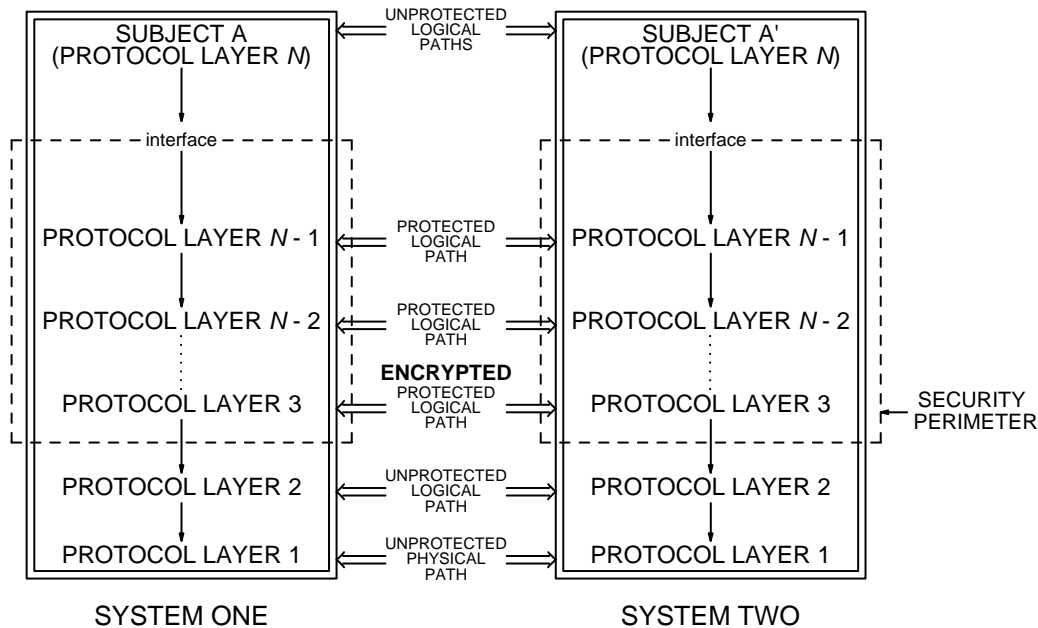 SUBJECT A
(PROTOCOL LAYER N)
UNPROTECTED
LOGICAL
PATHS
SUBJECT A'
(PROTOCOL LAYER N)
interface
interface
PROTOCOL LAYER N - 1
PROTECTED
LOGICAL
PATH
PROTOCOL LAYER N - 1
PROTOCOL LAYER N - 2
PROTECTED
LOGICAL
PATH
PROTOCOL LAYER N - 2
ENCRYPTED
PROTOCOL LAYER 3
PROTECTED
LOGICAL
PATH
PROTOCOL LAYER 3
SECURITY
PERIMETER
PROTOCOL LAYER 2
UNPROTECTED
LOGICAL
PATH
PROTOCOL LAYER 2
PROTOCOL LAYER 1
UNPROTECTED
PHYSICAL
PATH
PROTOCOL LAYER 1
SYSTEM ONE
SYSTEM TWO